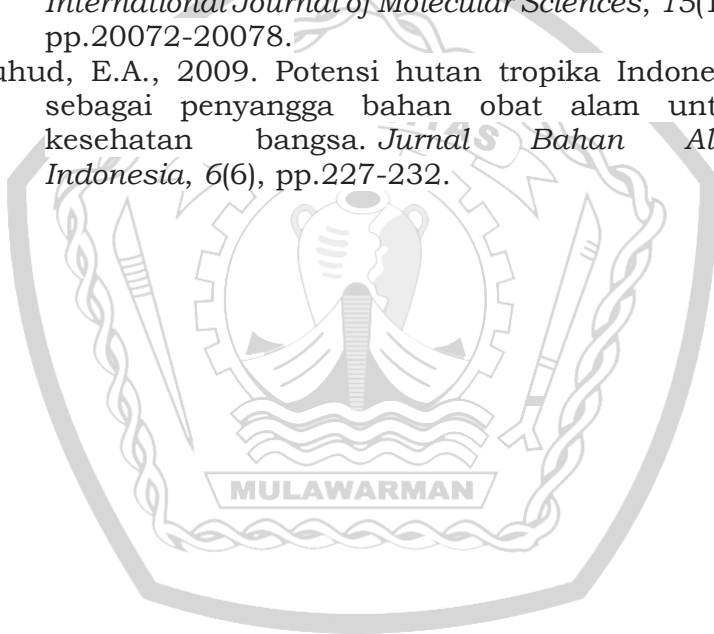 International Journal of Molecular Sciences, 15(1
pp.20072-20078.
uhud, E.A., 2009. Potensi hutan tropika Indone
sebagai penyangga bahan obat alam unt
kesehatan bangsa. Jurnal Bahan Al
Indonesia, 6(6), pp.227-232.
MULAWARMAN